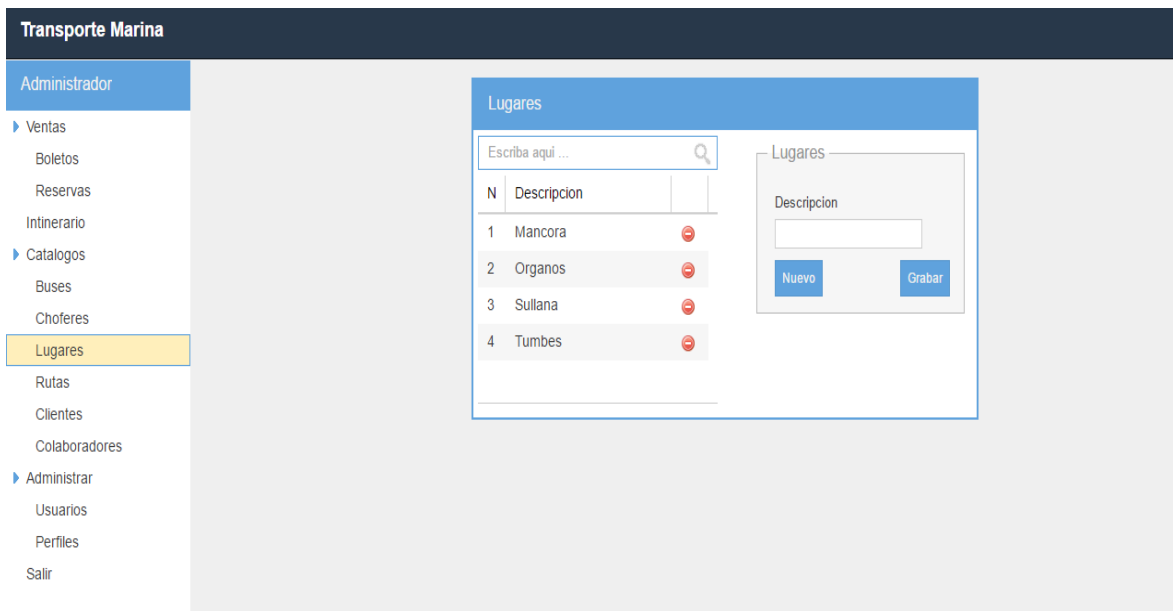 Transporte Marina
Administrador
Ventas
Boletos
Reservas
Intinerario
Catalogos
Buses
Choferes
Lugares
Rutas
Clientes
Colaboradores
Administrar
Usuarios
Perfiles
Salir
Lugares
Escriba aqui ...
N Descripcion
1 Mancora
2 Organos
3 Sullana
4 Tumbes
Lugares
Descripcion
Nuevo Grabar